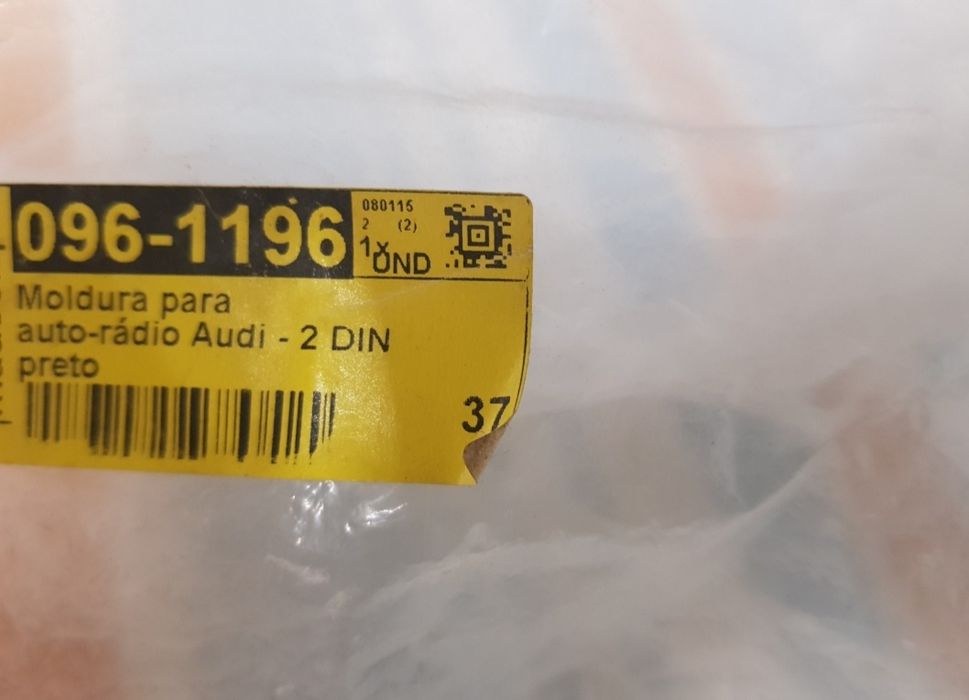 096-1196
080115
2 (2)
1x
UND
Moldura para
auto-rádio Audi - 2 DIN
preto
37